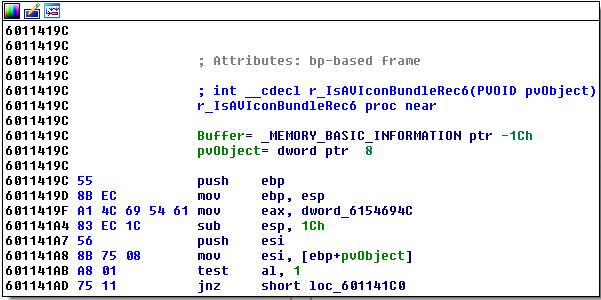 6011419C
6011419C
6011419C ; Attributes: bp-based frame
6011419C
6011419C ; int __cdecl r_IsAVIconBundleRec6(PVOID pvObject)
6011419C r_IsAVIconBundleRec6 proc near
6011419C
6011419C Buffer= _MEMORY_BASIC_INFORMATION ptr -1Ch
6011419C pvObject= dword ptr  8
6011419C
6011419C 55 push ebp
6011419D 8B EC mov ebp, esp
6011419F A1 4C 69 54 61 mov eax, dword_6154694C
601141A4 83 EC 1C sub esp, 1Ch
601141A7 56 push esi
601141A8 8B 75 08 mov esi, [ebp+pvObject]
601141AB A8 01 test al, 1
601141AD 75 11 jnz short loc_601141C0